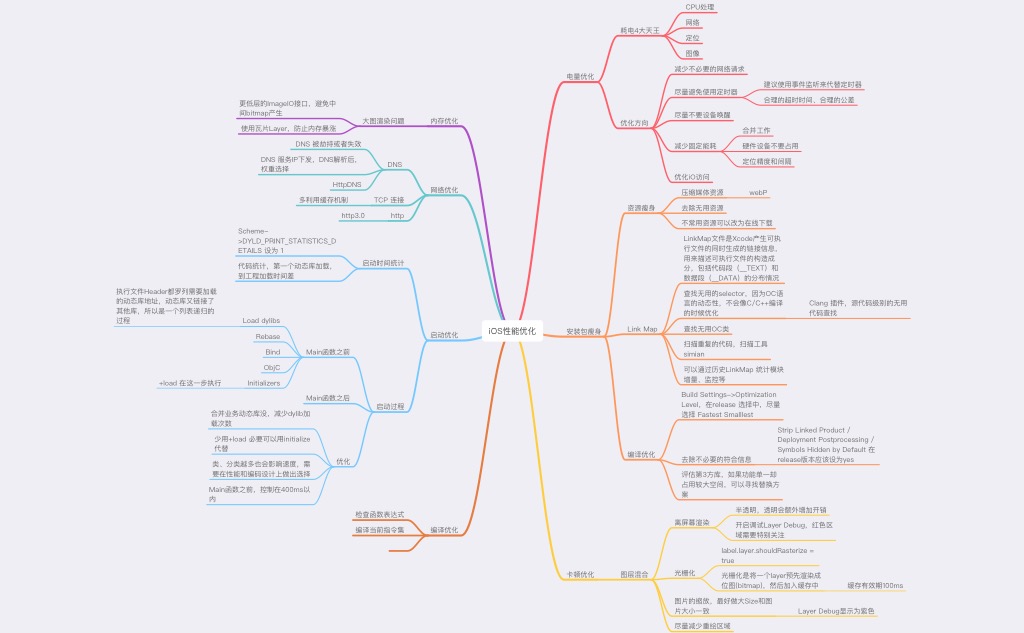 iOS性能优化
电量优化
耗电4大天王
CPU处理
网络
定位
图像
优化方向
减少不必要的网络请求
尽量避免使用定时器
建议使用事件监听来代替定时器
合理的超时时间，合理的公差
尽量不要设备唤醒
减少固定能耗
合并工作
硬件设备不要占用
定位精度和间隔
优化IO访问
安装包瘦身
资源瘦身
压缩媒体资源
webP
去除无用资源
不常用资源可以改为在线下载
Link Map
LinkMap文件是Xcode产生可执
行文件的同时生成的链接信息，
用来描述可执行文件的构造成
分，包括代码段（__TEXT）和
数据段（__DATA）的分布情况
查找无用的selector，因为OC语
言的动态性，不会像C/C++编译
的时候优化
Clang 插件，源代码级别的无用
代码查找
查找无用OC类
扫描重复的代码，扫描工具
simian
可以通过历史LinkMap 统计模块
增量、监控等
编译优化
Build Settings->Optimization
Level，在release 选择中，尽量
选择 Fastest Smalllest
去除不必要的符合信息
Strip Linked Product /
Deployment Postprocessing /
Symbols Hidden by Default 在
release版本应该设为yes
评估第3方库，如果功能单一却
占用较大空间，可以寻找替换方
案
卡顿优化
图层混合
离屏幕渲染
半透明，透明会额外增加开销
开启调试Layer Debug，红色区
域需要特别关注
光栅化
label.layer.shouldRasterize =
true
光栅化是将一个layer预先渲染成
位图(bitmap)，然后加入缓存中
缓存有效期100ms
图片的缩放，最好做大Size和图
片大小一致
Layer Debug显示为紫色
尽量减少重绘区域
内存优化
大图渲染问题
更低层的ImageIO接口，避免中
间bitmap产生
使用瓦片Layer，防止内存暴涨
网络优化
DNS
DNS 被劫持或者失效
DNS 服务IP下发，DNS解析后，
权重选择
HttpDNS
TCP 连接
多利用缓存机制
http
http3.0
启动优化
启动时间统计
Scheme-
>DYLD_PRINT_STATISTICS_D
ETAILS 设为 1
代码统计，第一个动态库加载，
到工程加载时间差
启动过程
Main函数之前
Load dylibs
执行文件Header都罗列需要加载
的动态库地址，动态库又链接了
其他库，所以是一个列表递归的
过程
Rebase
Bind
ObjC
Initializers
+load 在这一步执行
Main函数之后
优化
合并业务动态库没，减少dylib加
载次数
少用+load 必要可以用initialize
代替
类，分类越多也会影响速度，需
要在性能和编码设计上做出选择
Main函数之前，控制在400ms以
内
编译优化
检查函数表达式
编译当前指令集